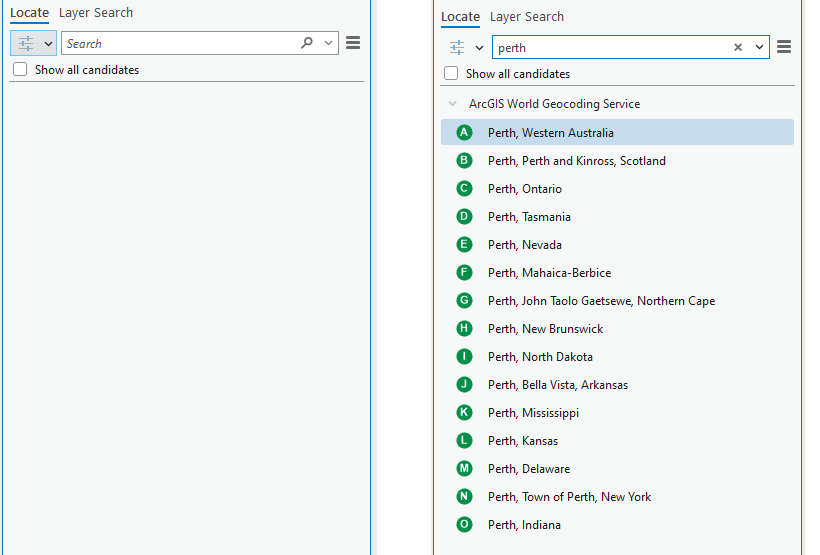 Locate Layer Search
Search
Show all candidates
Locate Layer Search
perth
Show all candidates
ArcGIS World Geocoding Service
A Perth, Western Australia
B Perth, Perth and Kinross, Scotland
C Perth, Ontario
D Perth, Tasmania
E Perth, Nevada
F Perth, Mahaica-Berbice
G Perth, John Taolo Gaetsewe, Northern Cape
H Perth, New Brunswick
I Perth, North Dakota
J Perth, Bella Vista, Arkansas
K Perth, Mississippi
L Perth, Kansas
M Perth, Delaware
N Perth, Town of Perth, New York
O Perth, Indiana